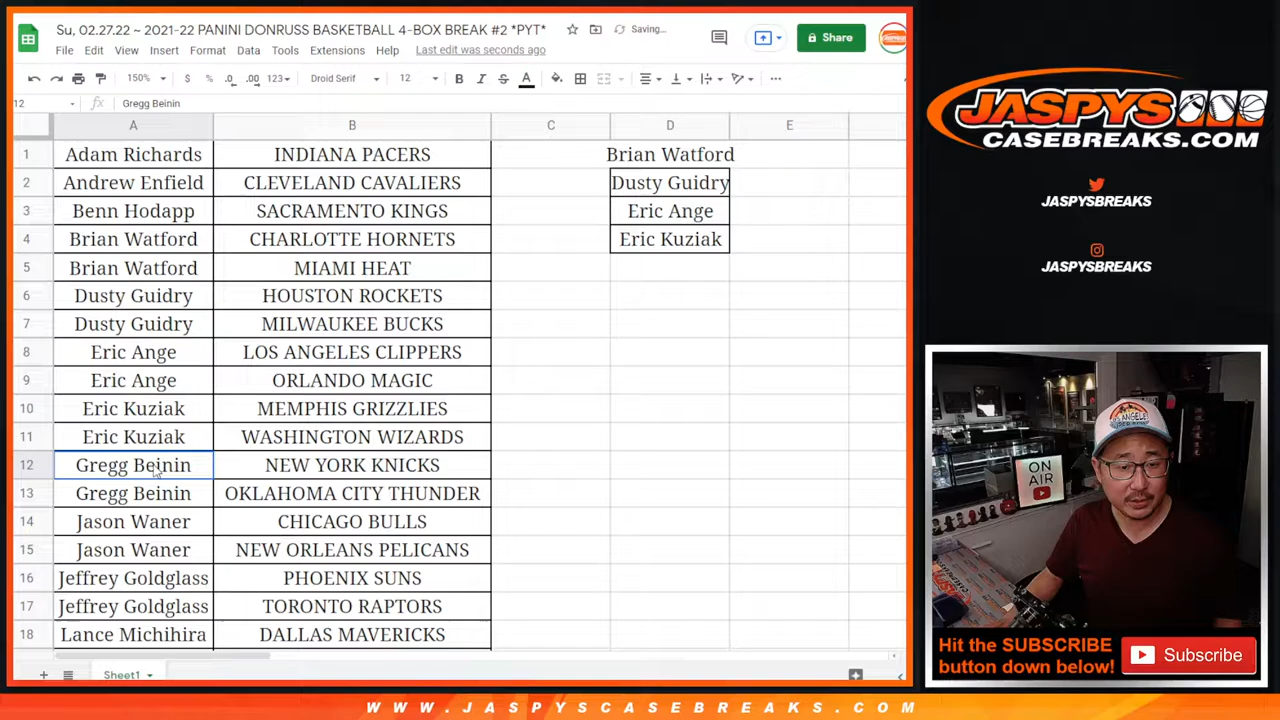 Su, 02.27.22 ~ 2021-22 PANINI DONRUSS BASKETBALL 4-BOX BREAK #2 *PYT*
Saving...
File Edit View Insert Format Data Tools Extensions Help Last edit was seconds ago
Share
150% $ % .0 .00 123 Droid Serif 12 B I S A
12 fx Gregg Beinin
A B C D E
1 Adam Richards INDIANA PACERS Brian Watford
2 Andrew Enfield CLEVELAND CAVALIERS Dusty Guidry
3 Benn Hodapp SACRAMENTO KINGS Eric Ange
4 Brian Watford CHARLOTTE HORNETS Eric Kuziak
5 Brian Watford MIAMI HEAT
6 Dusty Guidry HOUSTON ROCKETS
7 Dusty Guidry MILWAUKEE BUCKS
8 Eric Ange LOS ANGELES CLIPPERS
9 Eric Ange ORLANDO MAGIC
10 Eric Kuziak MEMPHIS GRIZZLIES
11 Eric Kuziak WASHINGTON WIZARDS
12 Gregg Beinin NEW YORK KNICKS
13 Gregg Beinin OKLAHOMA CITY THUNDER
14 Jason Waner CHICAGO BULLS
15 Jason Waner NEW ORLEANS PELICANS
16 Jeffrey Goldglass PHOENIX SUNS
17 Jeffrey Goldglass TORONTO RAPTORS
18 Lance Michihira DALLAS MAVERICKS
Sheet1
JASPYS
CASEBREAKS.COM
JASPYSBREAKS
JASPYSBREAKS
ON
AIR
LOS ANGELES
Hit the SUBSCRIBE
button down below!
Subscribe
WWW.JASPYSCASEBREAKS.COM